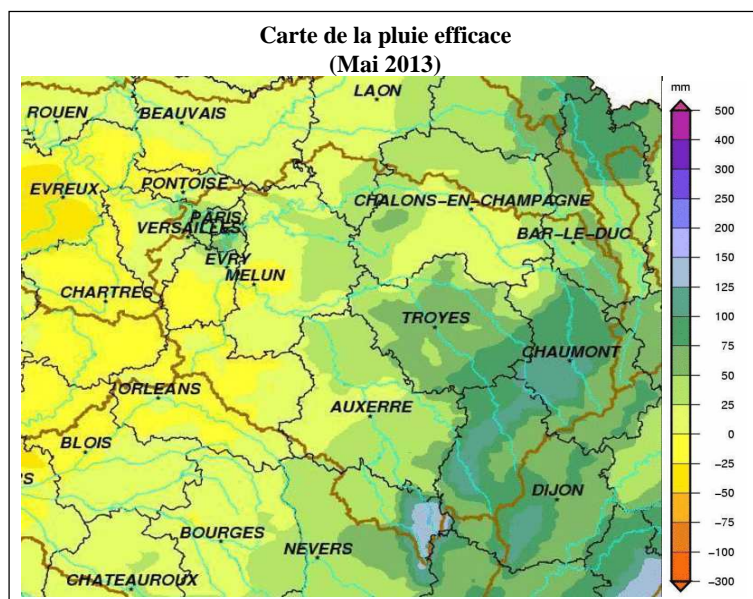 Carte de la pluie efficace
(Mai 2013)
mm
LAON
ROUEN
BEAUVAIS
500
400
300
250
200
150
125
100
75
50
25
0
-25
-50
-75
-100
-300
EVREUX
PONTOISE
PARIS
VERSAILLES
CHALONS-EN-CHAMPAGNE
BAR-LE-DUC
EVRY
MELUN
CHARTRES
TROYES
CHAUMONT
ORLEANS
AUXERRE
BLOIS
RS
DIJON
BOURGES
NEVERS
CHATEAUROUX